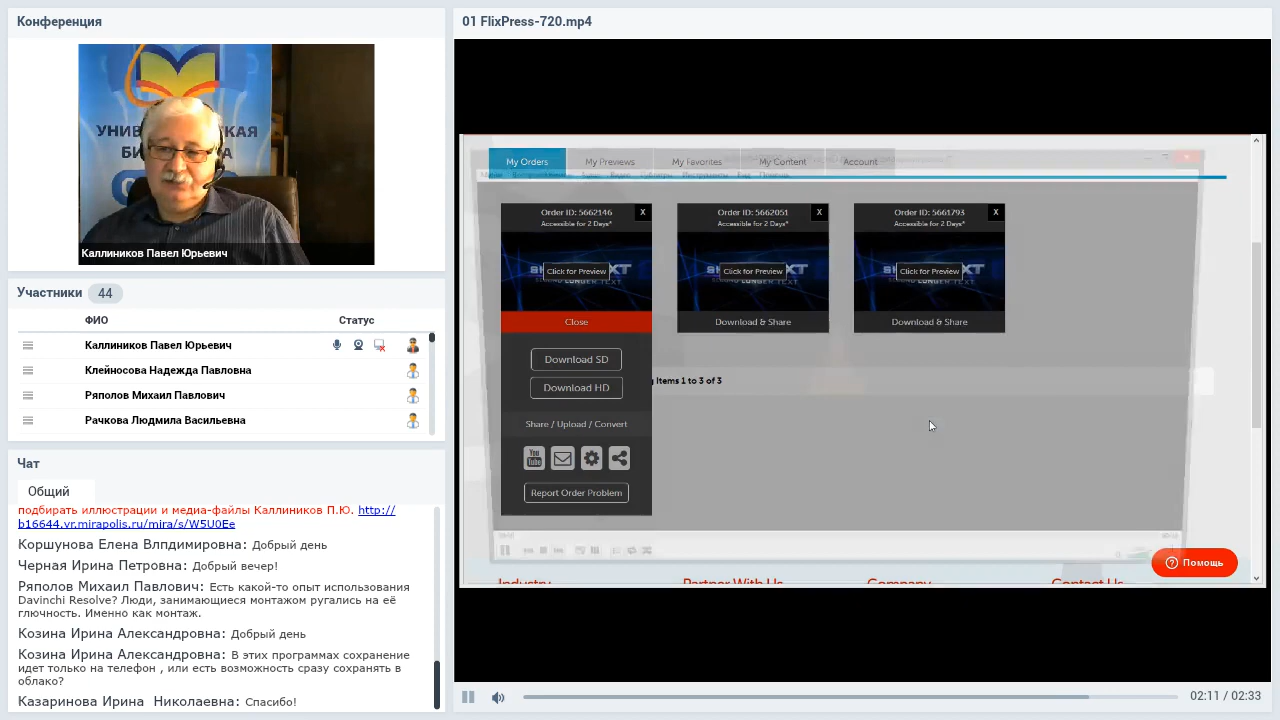 Конференция
Каллиников Павел Юрьевич
Участники 44
ФИО Статус
Каллиников Павел Юрьевич
Клейносова Надежда Павловна
Ряполов Михаил Павлович
Рачкова Людмила Васильевна
Чат
Общий
подбирать иллюстрации и медиа-файлы Каллиников П.Ю. http://
b16644.vr.mirapolis.ru/mira/s/W5U0Ee
Коршунова Елена Влпдимировна: Добрый день
Черная Ирина Петровна: Добрый вечер!
Ряполов Михаил Павлович: Есть какой-то опыт использования
Davinchi Resolve? Люди, занимающиеся монтажом ругались на её
глючность. Именно как монтаж.
Козина Ирина Александровна: Добрый день
Козина Ирина Александровна: В этих программах сохранение
идет только на телефон , или есть возможность сразу сохранять в
облако?
Казаринова Ирина Николаевна: Спасибо!
01 FlixPress-720.mp4
My Orders My Previews My Favorites My Content Account
Order ID: 5662146 X
Accessible for 2 Days*
Click for Preview
Close
Download SD
Download HD
Share / Upload / Convert
You Tube
Report Order Problem
Order ID: 5662051 X
Accessible for 2 Days*
Click for Preview
Download & Share
Order ID: 5661793 X
Accessible for 2 Days*
Click for Preview
Download & Share
Items 1 to 3 of 3
Industry Partner With Us Company Contact Us
Помощь
02:11 / 02:33